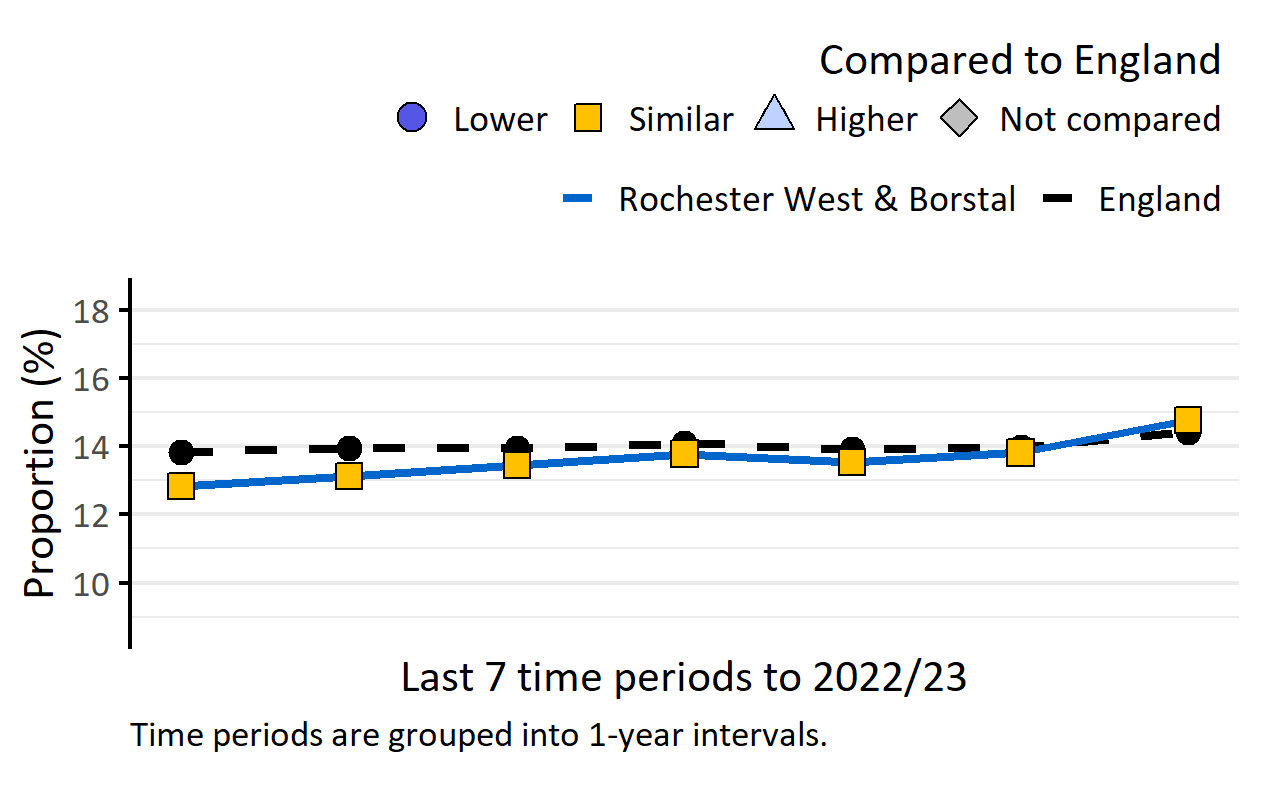 Compared to England
Lower Similar Higher Not compared
Rochester West & Borstal England
Proportion (%)
18
16
14
12
10
Last 7 time periods to 2022/23
Time periods are grouped into 1-year intervals.